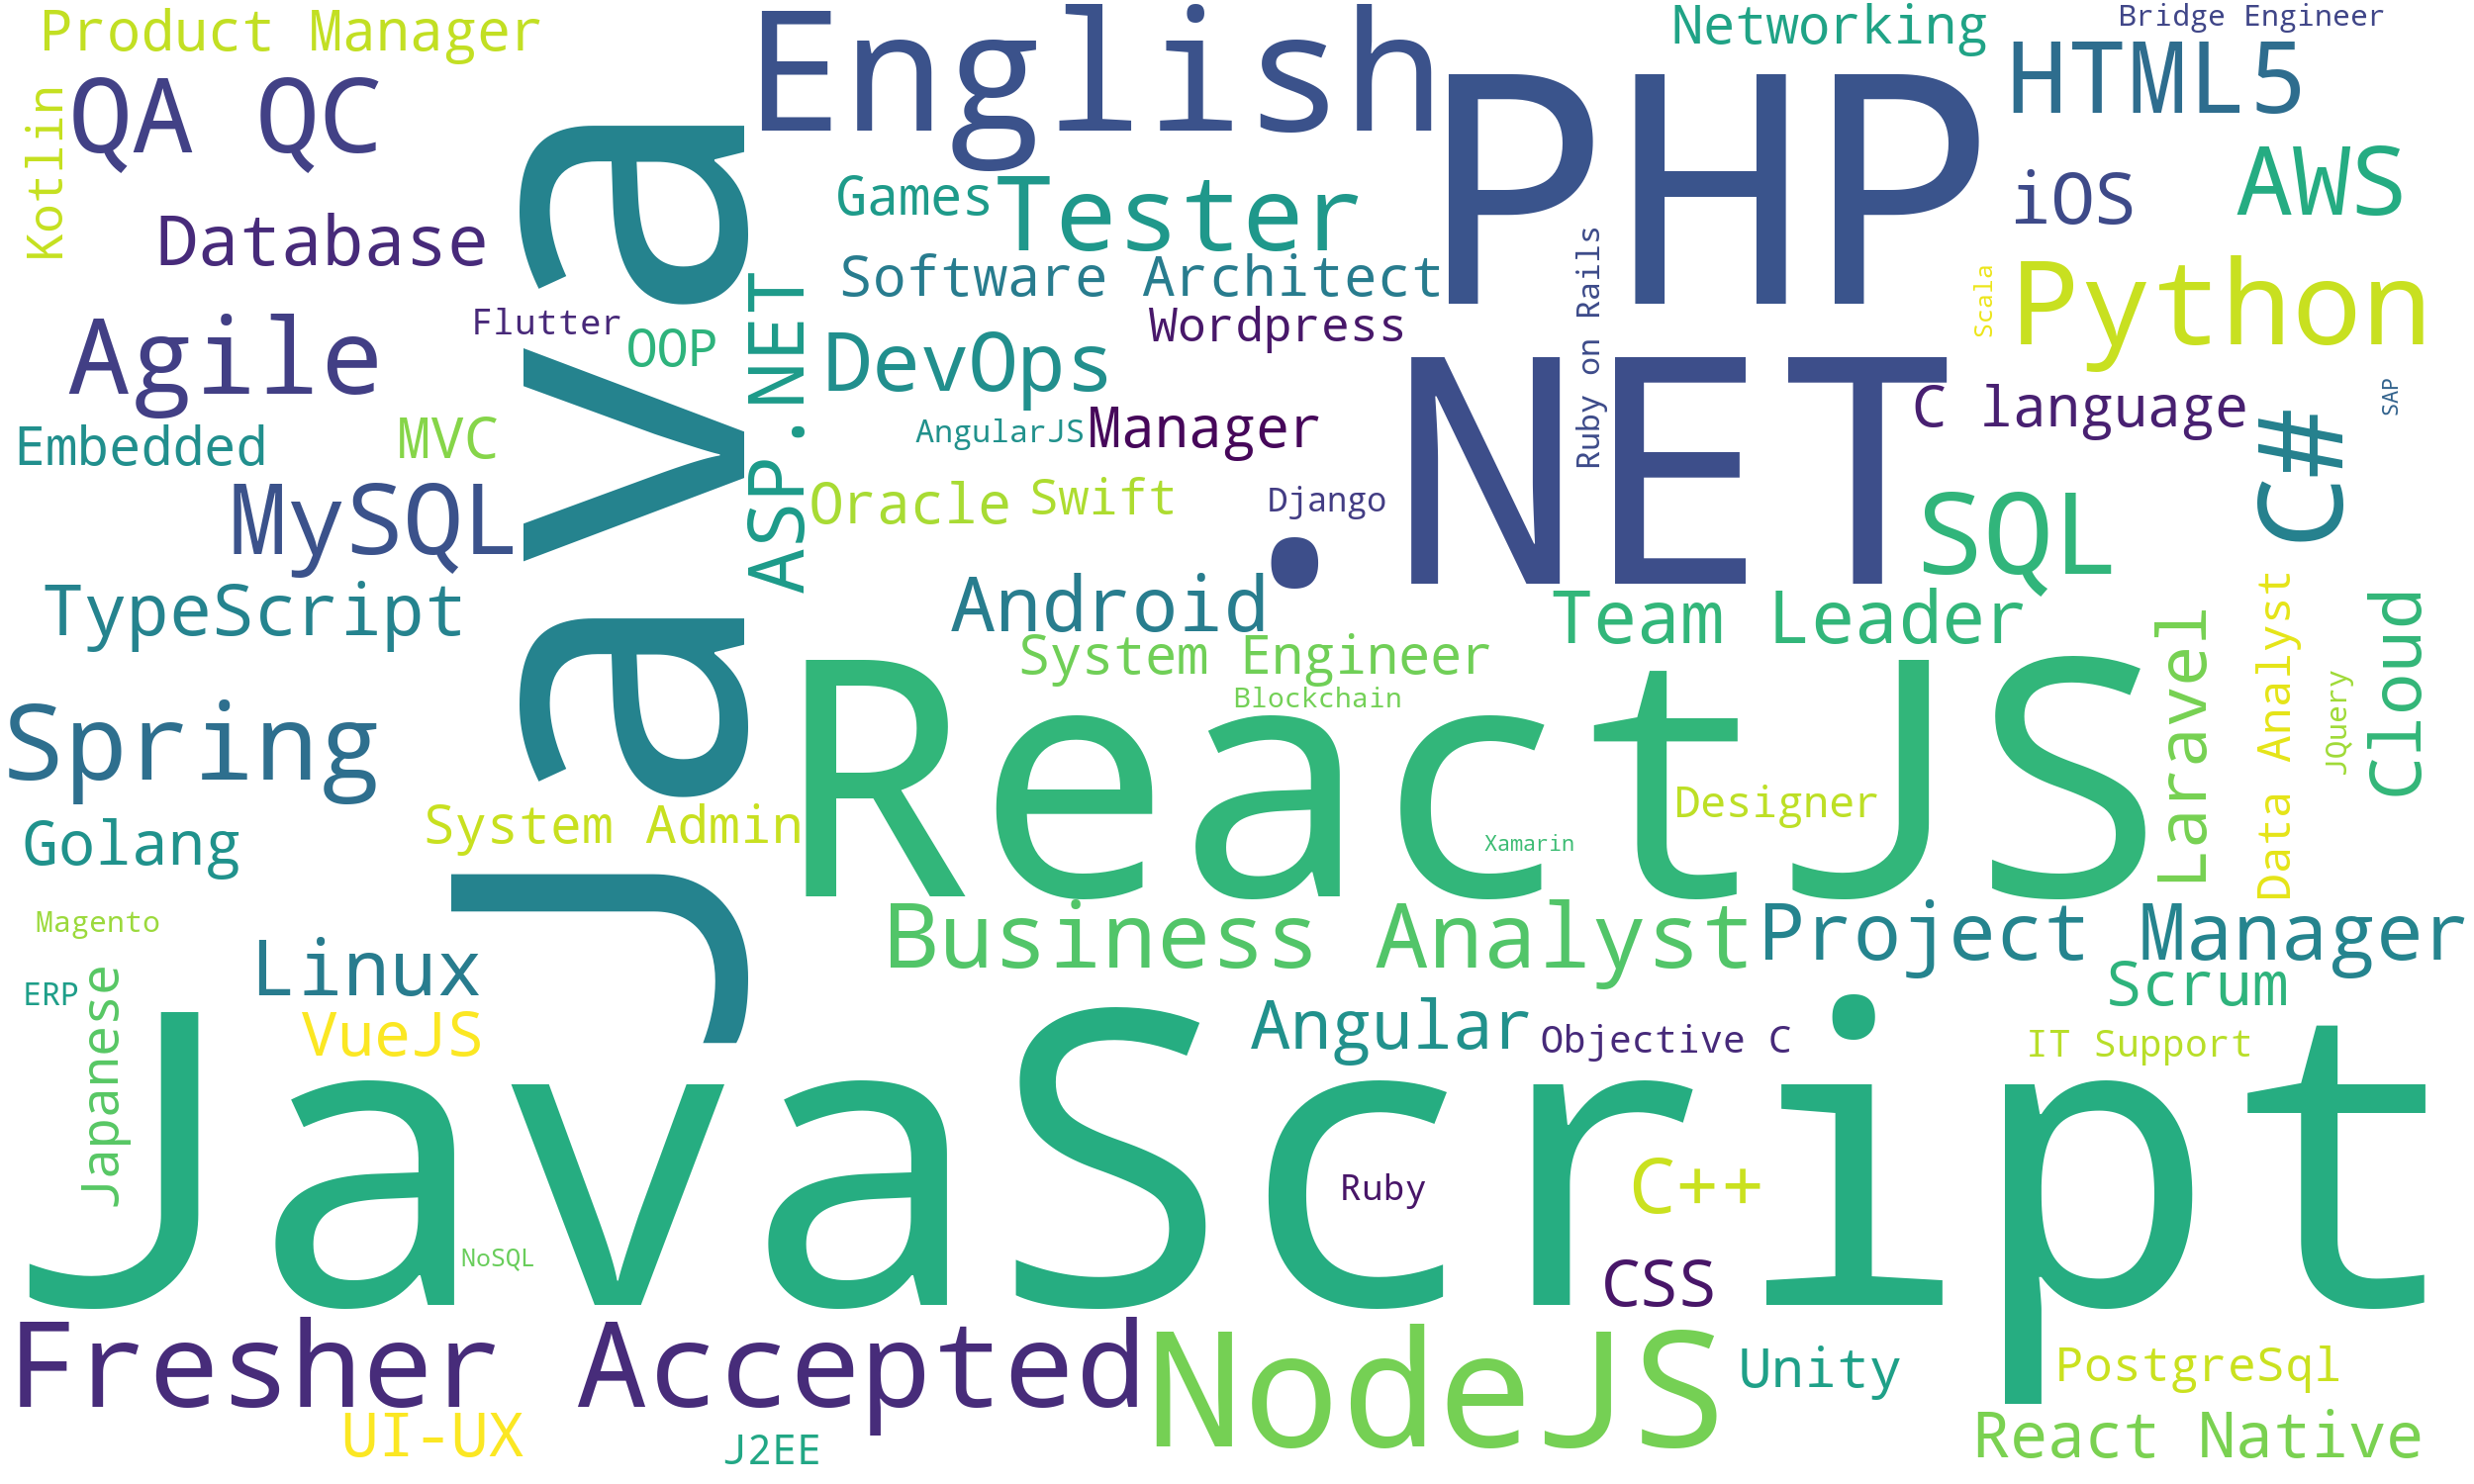 Product Manager
English
Networking
Bridge Engineer
Kotlin
QA QC
PHP
HTML5
Java
Games
Tester
iOS
AWS
Database
Software Architect
Ruby on Rails
Scala
Python
Agile
Flutter
OOP
ASP.NET
DevOps
Wordpress
.NET
C language
C#
SAP
Embedded
MVC
AngularJS
Manager
MySQL
Oracle
Swift
Django
SQL
TypeScript
Android
Team Leader
System Engineer
Laravel
Data Analyst
JQuery
Cloud
Blockchain
ReactJS
Spring
Designer
Golang
System Admin
Xamarin
Magento
Business Analyst
Project Manager
Linux
ERP
Japanese
Scrum
VueJS
Angular
Objective C
IT Support
JavaScript
Ruby
C++
NoSQL
CSS
Fresher Accepted
NodeJS
Unity
PostgreSql
UI-UX
J2EE
React Native